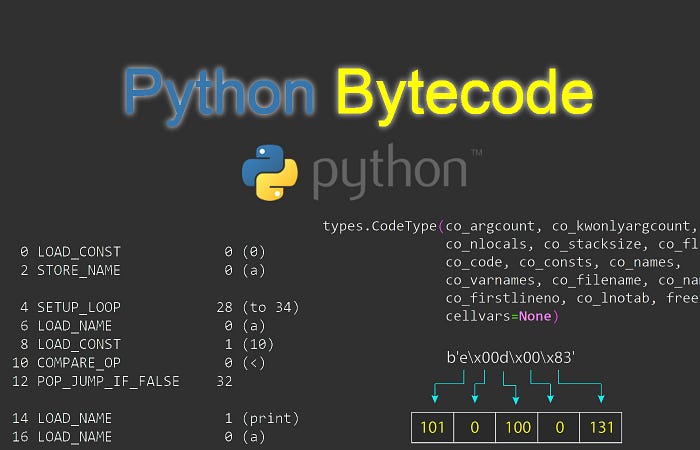 Python Bytecode
python™
0 LOAD_CONST 0 (0)
2 STORE_NAME 0 (a)
4 SETUP_LOOP 28 (to 34)
6 LOAD_NAME 0 (a)
8 LOAD_CONST 1 (10)
10 COMPARE_OP 0 (<)
12 POP_JUMP_IF_FALSE 32
14 LOAD_NAME 1 (print)
16 LOAD_NAME 0 (a)
types.CodeType(co_argcount, co_kwonlyargcount,
co_nlocals, co_stacksize, co_fl
co_code, co_consts, co_names,
co_varnames, co_filename, co_na
co_firstlineno, co_lnotab, free
cellvars=None)
b'e\x00d\x00\x83'
101 0 100 0 131